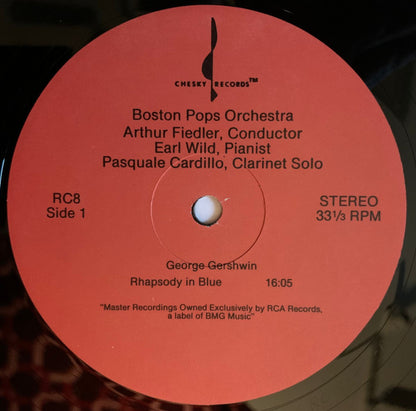 CHESKY RECORDS™
Boston Pops Orchestra
Arthur Fiedler, Conductor
Earl Wild, Pianist
Pasquale Cardillo, Clarinet Solo
RC8
Side 1
STEREO
33⅓ RPM
George Gershwin
Rhapsody in Blue 16:05
"Master Recordings Owned Exclusively by RCA Records,
a label of BMG Music"